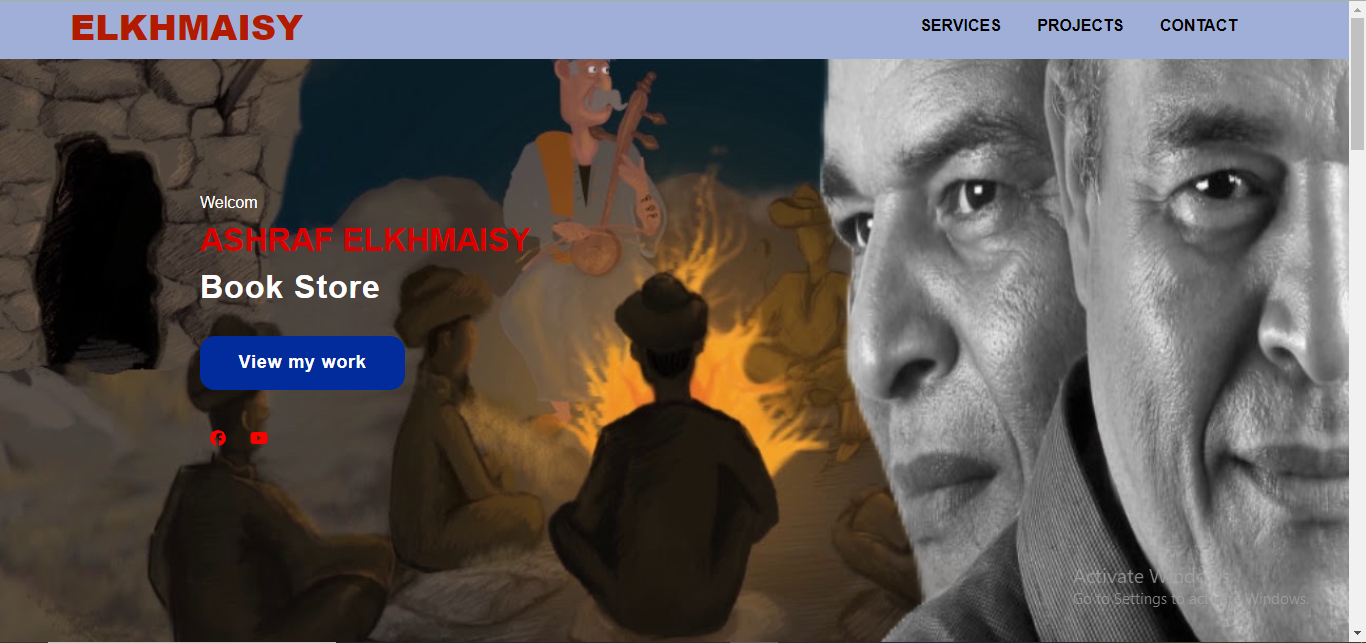 ELKHMAISY
SERVICES PROJECTS CONTACT
Welcom
ASHRAF ELKHMAISY
Book Store
View my work
Activate Windows
Go to Settings to activate Windows.